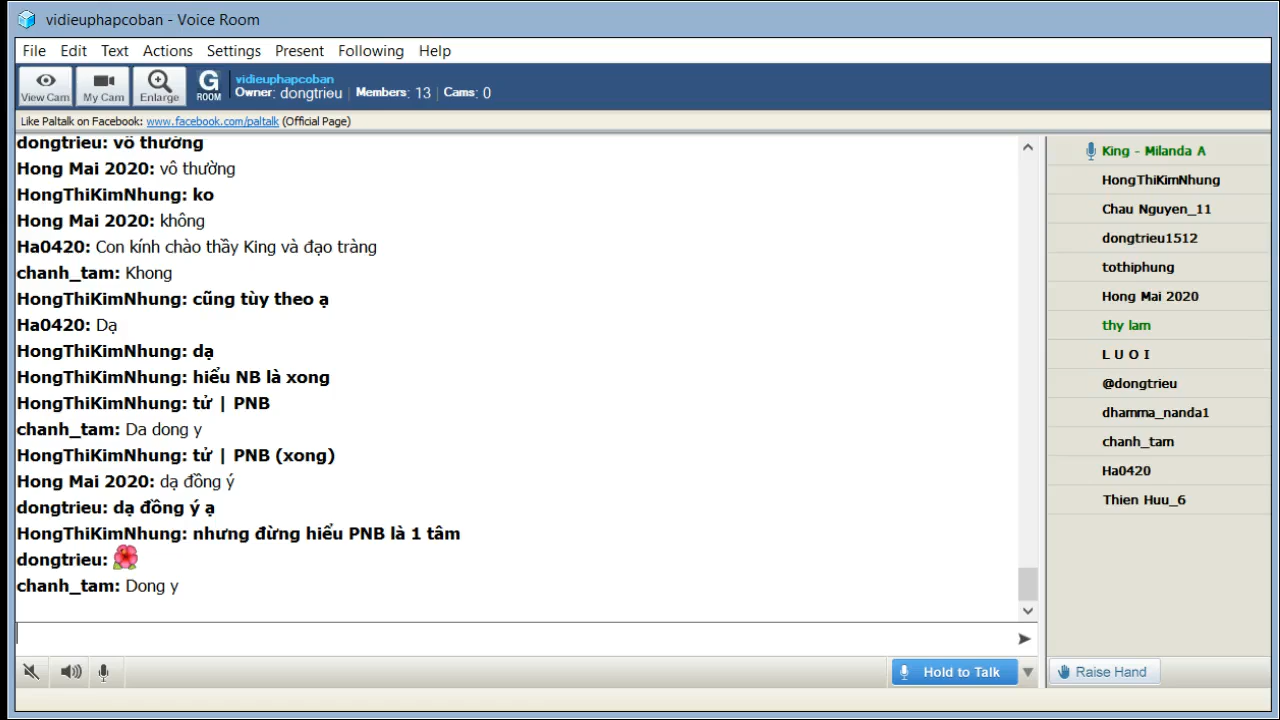 vidieuphapcoban - Voice Room
File Edit Text Actions Settings Present Following Help
View Cam My Cam Enlarge G ROOM
vidieuphapcoban
Owner: dongtrieu | Members: 13 | Cams: 0
Like Paltalk on Facebook: www.facebook.com/paltalk (Official Page)
dongtrieu: vô thường
Hong Mai 2020: vô thường
HongThiKimNhung: ko
Hong Mai 2020: không
Ha0420: Con kính chào thầy King và đạo tràng
chanh_tam: Khong
HongThiKimNhung: cũng tùy theo ạ
Ha0420: Dạ
HongThiKimNhung: dạ
HongThiKimNhung: hiểu NB là xong
HongThiKimNhung: tử | PNB
chanh_tam: Da dong y
HongThiKimNhung: tử | PNB (xong)
Hong Mai 2020: dạ đồng ý
dongtrieu: dạ đồng ý ạ
HongThiKimNhung: nhưng đừng hiểu PNB là 1 tâm
dongtrieu:
chanh_tam: Dong y
King - Milanda A
HongThiKimNhung
Chau Nguyen_11
dongtrieu1512
tothiphung
Hong Mai 2020
thy lam
L U O I
@dongtrieu
dhamma_nanda1
chanh_tam
Ha0420
Thien Huu_6
Hold to Talk
Raise Hand